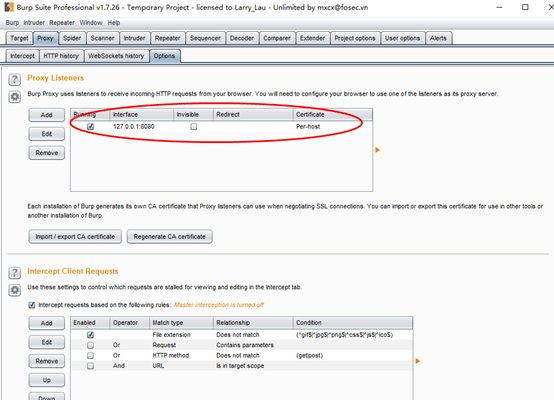 Burp Suite Professional v1.7.26 - Temporary Project - licensed to Larry_Lau - Unlimited by mxcx@fosec.vn
Burp Intruder Repeater Window Help
Target Proxy Spider Scanner Intruder Repeater Sequencer Decoder Comparer Extender Project options User options Alerts
Intercept HTTP history WebSockets history Options
? Proxy Listeners
Burp Proxy uses listeners to receive incoming HTTP requests from your browser. You will need to configure your browser to use one of the listeners as its proxy server.
Add Running Interface Invisible Redirect Certificate
127.0.0.1:8080 Per-host
Edit
Remove
Each installation of Burp generates its own CA certificate that Proxy listeners can use when negotiating SSL connections. You can import or export this certificate for use in other tools or
another installation of Burp.
Import / export CA certificate Regenerate CA certificate
? Intercept Client Requests
Use these settings to control which requests are stalled for viewing and editing in the Intercept tab.
Intercept requests based on the following rules: Master interception is turned off
Add Enabled Operator Match type Relationship Condition
File extension Does not match (^gif$|^jpg$|^png$|^css$|^js$|^ico$)
Edit Or Request Contains parameters
Or HTTP method Does not match (get|post)
Remove And URL Is in target scope
Up
Down